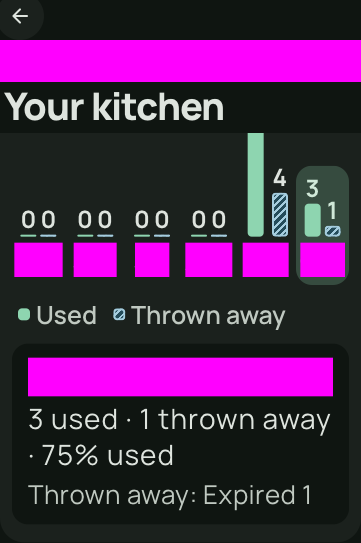 Your kitchen
0 0 0 0 0 0 0 0 4 3 1
Used Thrown away
3 used · 1 thrown away
· 75% used
Thrown away: Expired 1